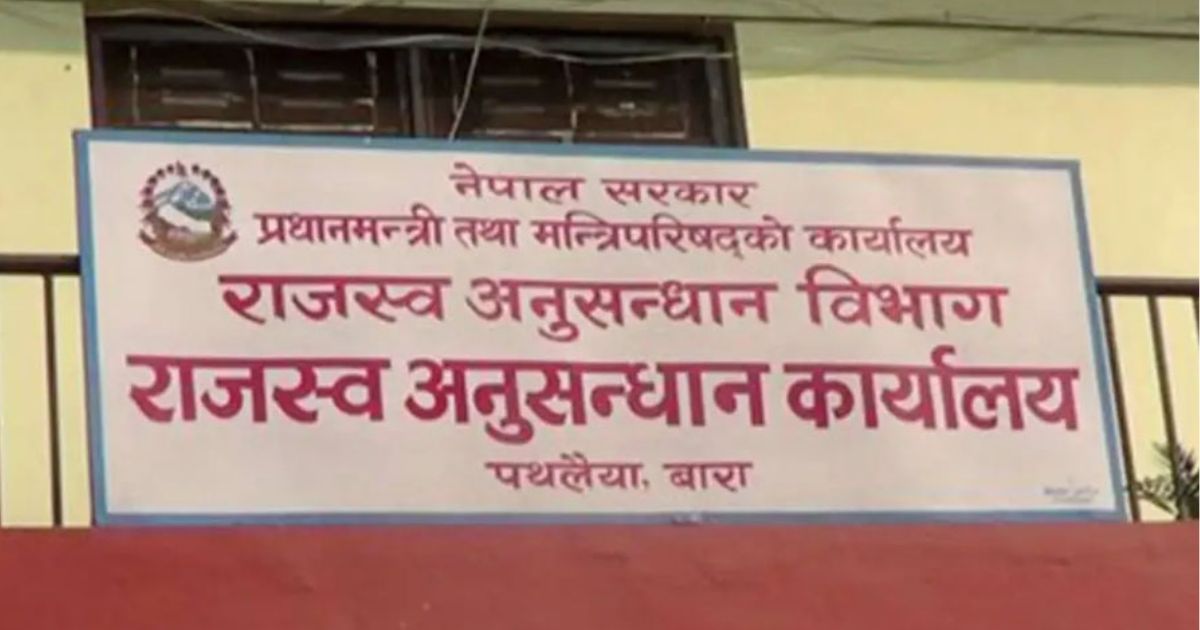 नेपाल सरकार
प्रधानमन्त्री तथा मन्त्रिपरिषद्को कार्यालय
राजस्व अनुसन्धान विभाग
राजस्व अनुसन्धान कार्यालय
पथलैया, बारा